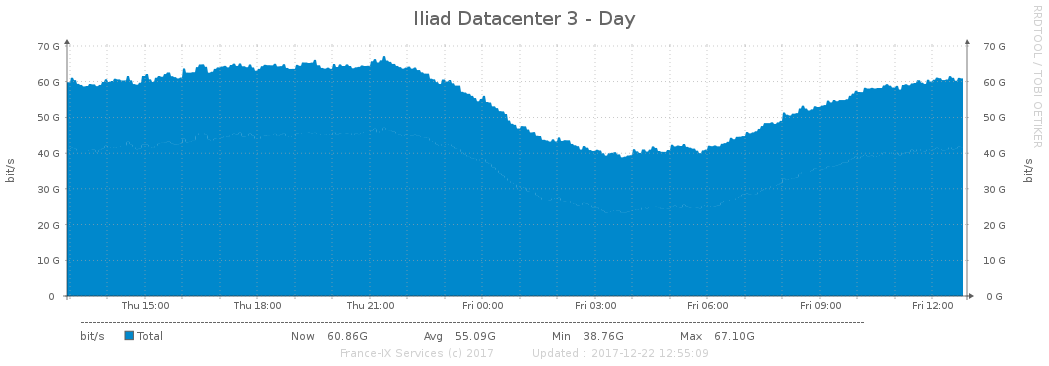 Iliad Datacenter 3 - Day
RRDTOOL / TOBI OETIKER
70 G 70 G
60 G 60 G
50 G 50 G
40 G 40 G
30 G 30 G
20 G 20 G
10 G 10 G
0 0 G
bit/s bit/s
Thu 15:00 Thu 18:00 Thu 21:00 Fri 00:00 Fri 03:00 Fri 06:00 Fri 09:00 Fri 12:00
bit/s Total Now 60.86G Avg 55.09G Min 38.76G Max 67.10G
France-IX Services (c) 2017 Updated : 2017-12-22 12:55:09